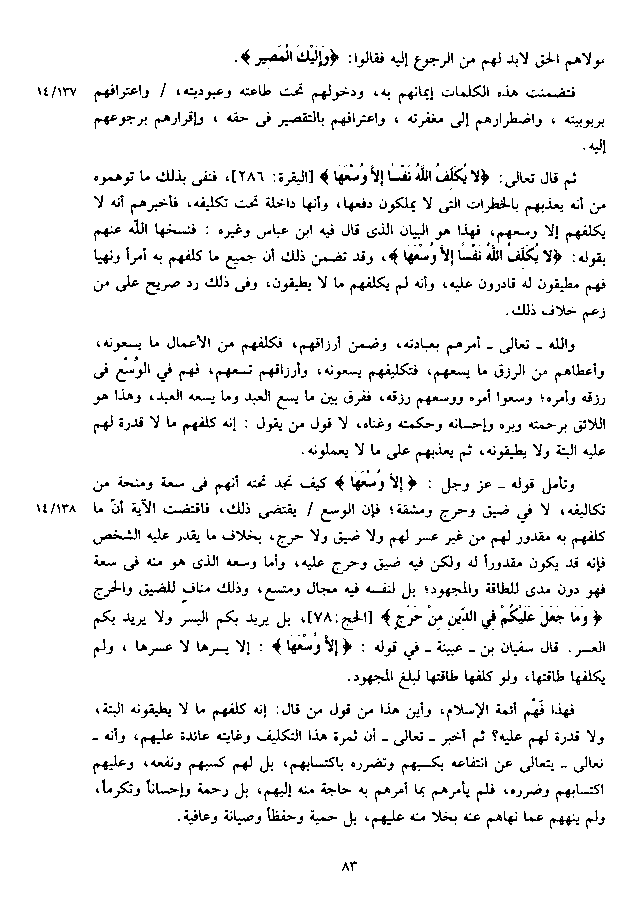 مولاهم الحق لابد لهم من الرجوع إليه فقالوا: ﴿وَإِلَيْكَ الْمَصِير﴾ .
فتضمنت هذه الكلمات إيمانهم به، ودخولهم تحت طاعته وعبوديته، / واعترافهم ١٤/١٣٧
بربوبيته ، واضطرارهم إلى مغفرته ، واعترافهم بالتقصير فى حقه ، وإقرارهم برجوعهم
إليه.
ثم قال تعالى: ﴿لا يُكَلِّفُ اللَّهُ نَفْسًا إِلاَّ وُسْعَهَا﴾ [البقرة: ٢٨٦]، فنفى بذلك ما توهموه
من أنه يعذبهم بالخطرات التى لا يملكون دفعها، وأنها داخلة تحت تكليفه، فأخبرهم أنه لا
يكلفهم إلا وسعهم، فهذا هو البيان الذى قال فيه ابن عباس وغيره : فنسخها الله عنهم
بقوله: ﴿لا يُكَلِّفُ اللَّهُ نَفْسًا إِلاَّ وُسْعَهَا﴾، وقد تضمن ذلك أن جميع ما كلفهم به أمراً ونهيا
فهم مطيقون له قادرون عليه، وأنه لم يكلفهم ما لا يطيقون، وفى ذلك رد صريح على من
زعم خلاف ذلك.
والله ـ تعالى ـ أمرهم بعبادته، وضمن أرزاقهم، فكلفهم من الأعمال ما يسعونه،
وأعطاهم من الرزق ما يسعهم، فتكليفهم يسعونه، وأرزاقهم تسعهم، فهم في الوُسْع فى
رزقه وأمره؛ وسعوا أمره ووسعهم رزقه، ففرق بين ما يسع العبد وما يسعه العبد، وهذا هو
اللائق برحمته وبره وإحسانه وحكمته وغناه، لا قول من يقول : إنه كلفهم ما لا قدرة لهم
عليه البتة ولا يطيقونه، ثم يعذبهم على ما لا يعملونه.
وتأمل قوله ـ عز وجل : ﴿ إِلاَّ وُسْعَهَا ﴾ كيف تجد تحته أنهم فى سعة ومنحة من
تكاليفه، لا في ضيق وحرج ومشقة؛ فإن الوسع / يقتضى ذلك، فاقتضت الآية أنَّ ما ١٤/١٣٨
كلفهم به مقدور لهم من غير عسر لهم ولا ضيق ولا حرج، بخلاف ما يقدر عليه الشخص
فإنه قد يكون مقدوراً له ولكن فيه ضيق وحرج عليه، وأما وسعه الذى هو منه فى سعة
فهو دون مدى للطاقة والمجهود؛ بل لنفسه فيه مجال ومتسع، وذلك منافٍ للضيق والحرج
﴿ وَمَا جَعَلَ عَلَيْكُمْ فِي الدِّينِ مِنْ حَرَجٍ ﴾ [الحج:٧٨]، بل يريد بكم اليسر ولا يريد بكم
العسر. قال سفيان بن ـ عيينة ـ في قوله : ﴿ إِلاَّ وُسْعَهَا ﴾ : إلا يسرها لا عسرها ، ولم
يكلفها طاقتها، ولو كلفها طاقتها لبلغ المجهود.
فهذا فَهْم أئمة الإسلام، وأين هذا من قول من قال: إنه كلفهم ما لا يطيقونه البتة،
ولا قدرة لهم عليه؟ ثم أخبر ـ تعالى ـ أن ثمرة هذا التكليف وغايته عائدة عليهم، وأنه ـ
تعالى ـ يتعالى عن انتفاعه بكسبهم وتضرره باكتسابهم، بل لهم كسبهم ونفعه، وعليهم
اكتسابهم وضرره، فلم يأمرهم بما أمرهم به حاجة منه إليهم، بل رحمة وإحساناً وتكرماً،
ولم ينههم عما نهاهم عنه بخلا منه عليهم، بل حمية وحفظاً وصيانة وعافية.
٨٣